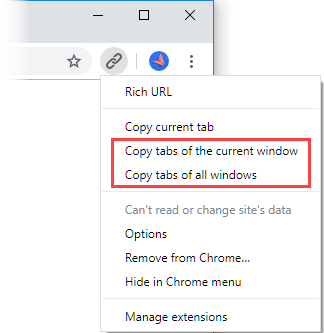 Rich URL
Copy current tab
Copy tabs of the current window
Copy tabs of all windows
Can't read or change site's data
Options
Remove from Chrome...
Hide in Chrome menu
Manage extensions